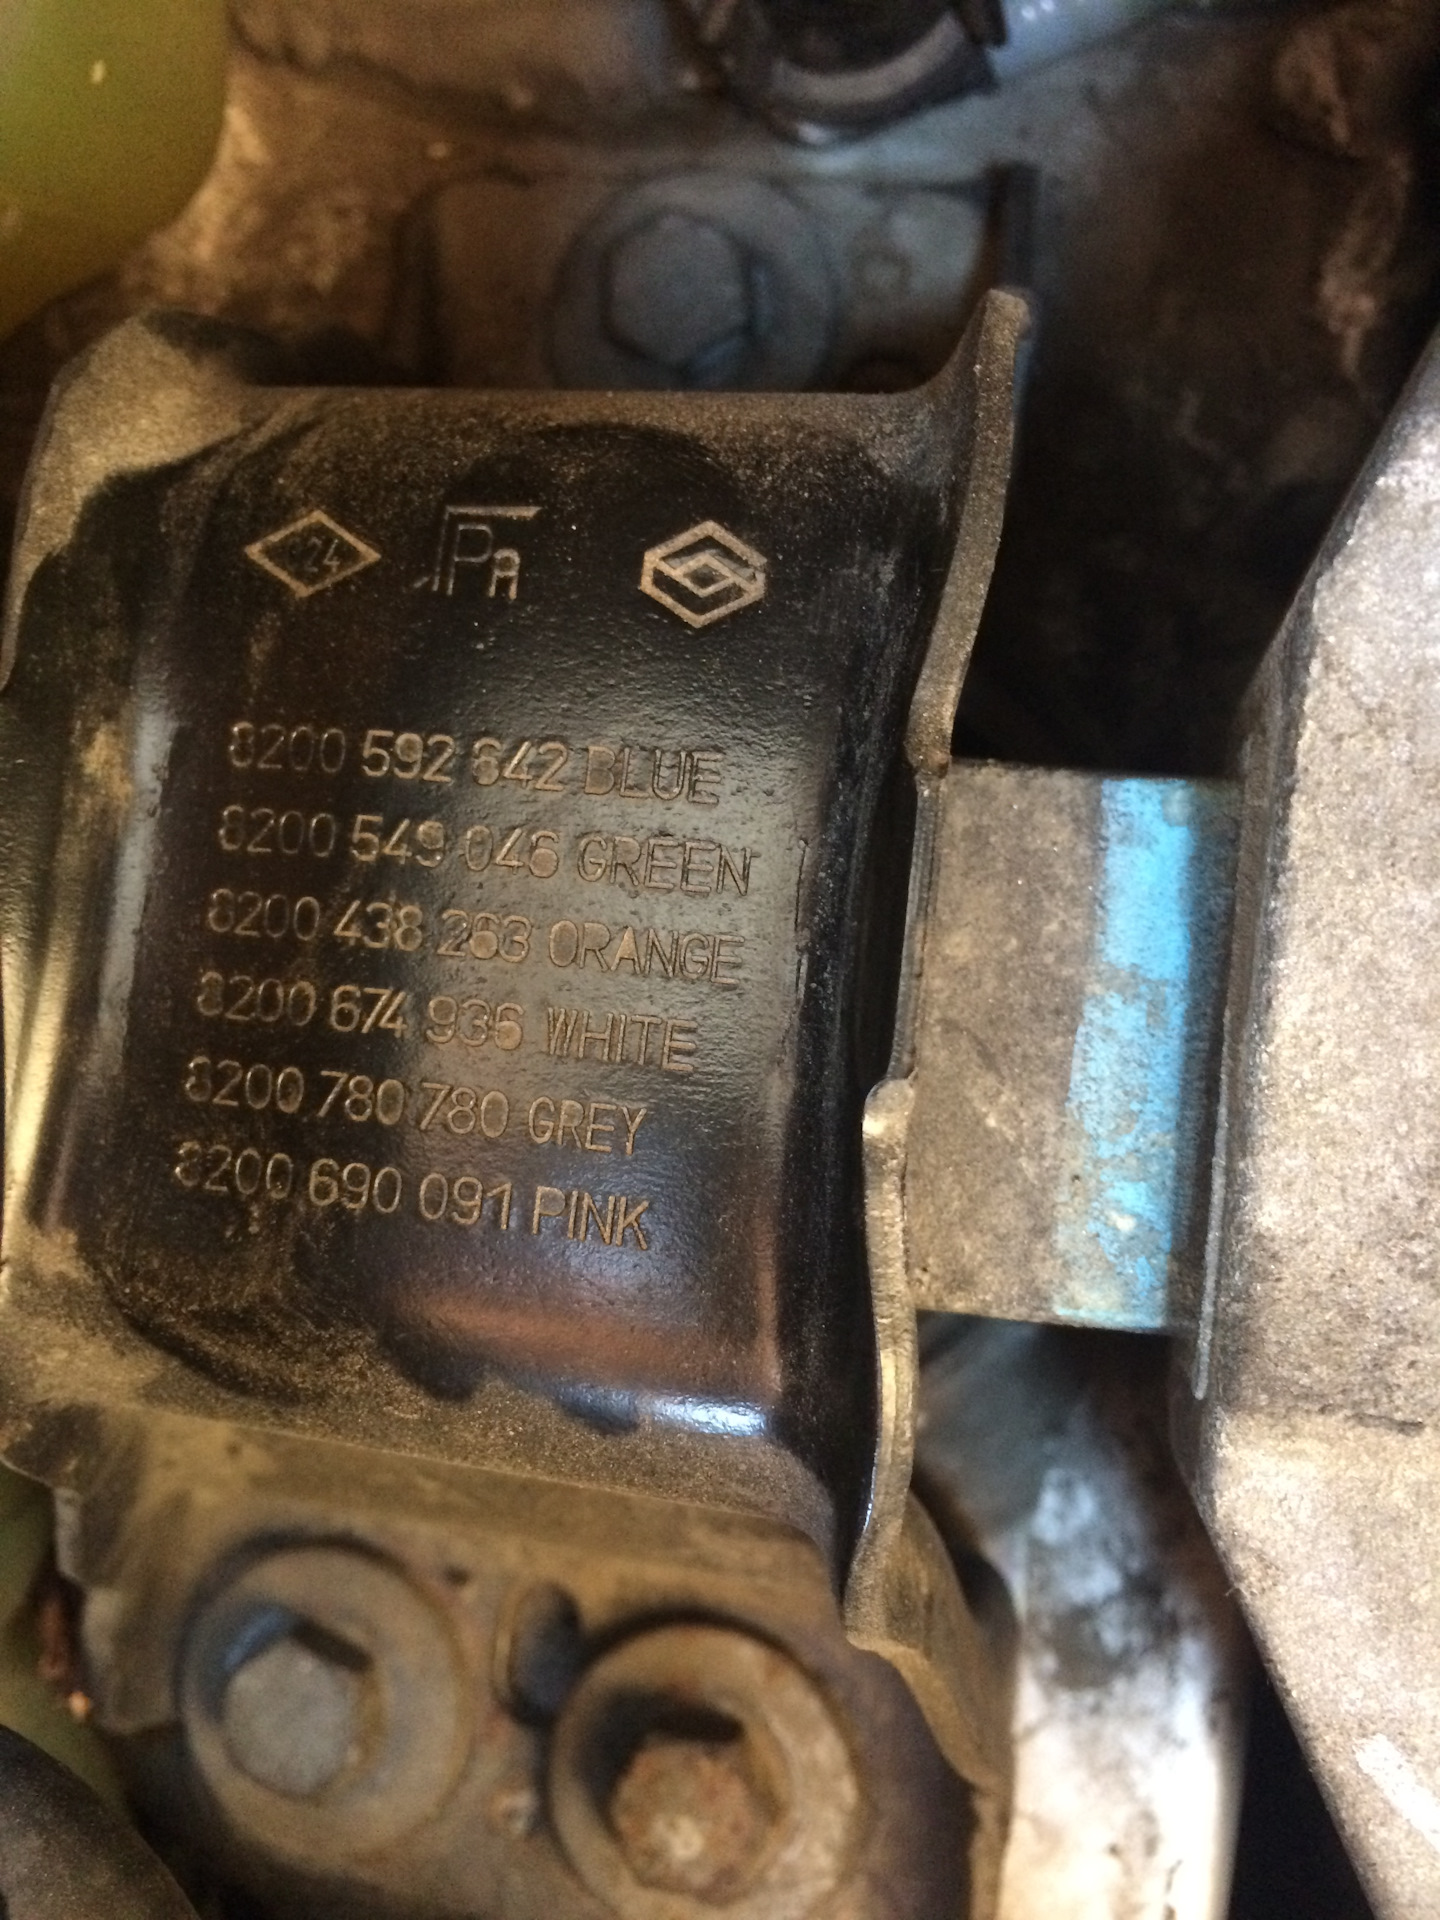 24 JPA
8200 592 642 BLUE
8200 549 046 GREEN
8200 438 263 ORANGE
8200 674 936 WHITE
8200 780 780 GREY
8200 690 091 PINK